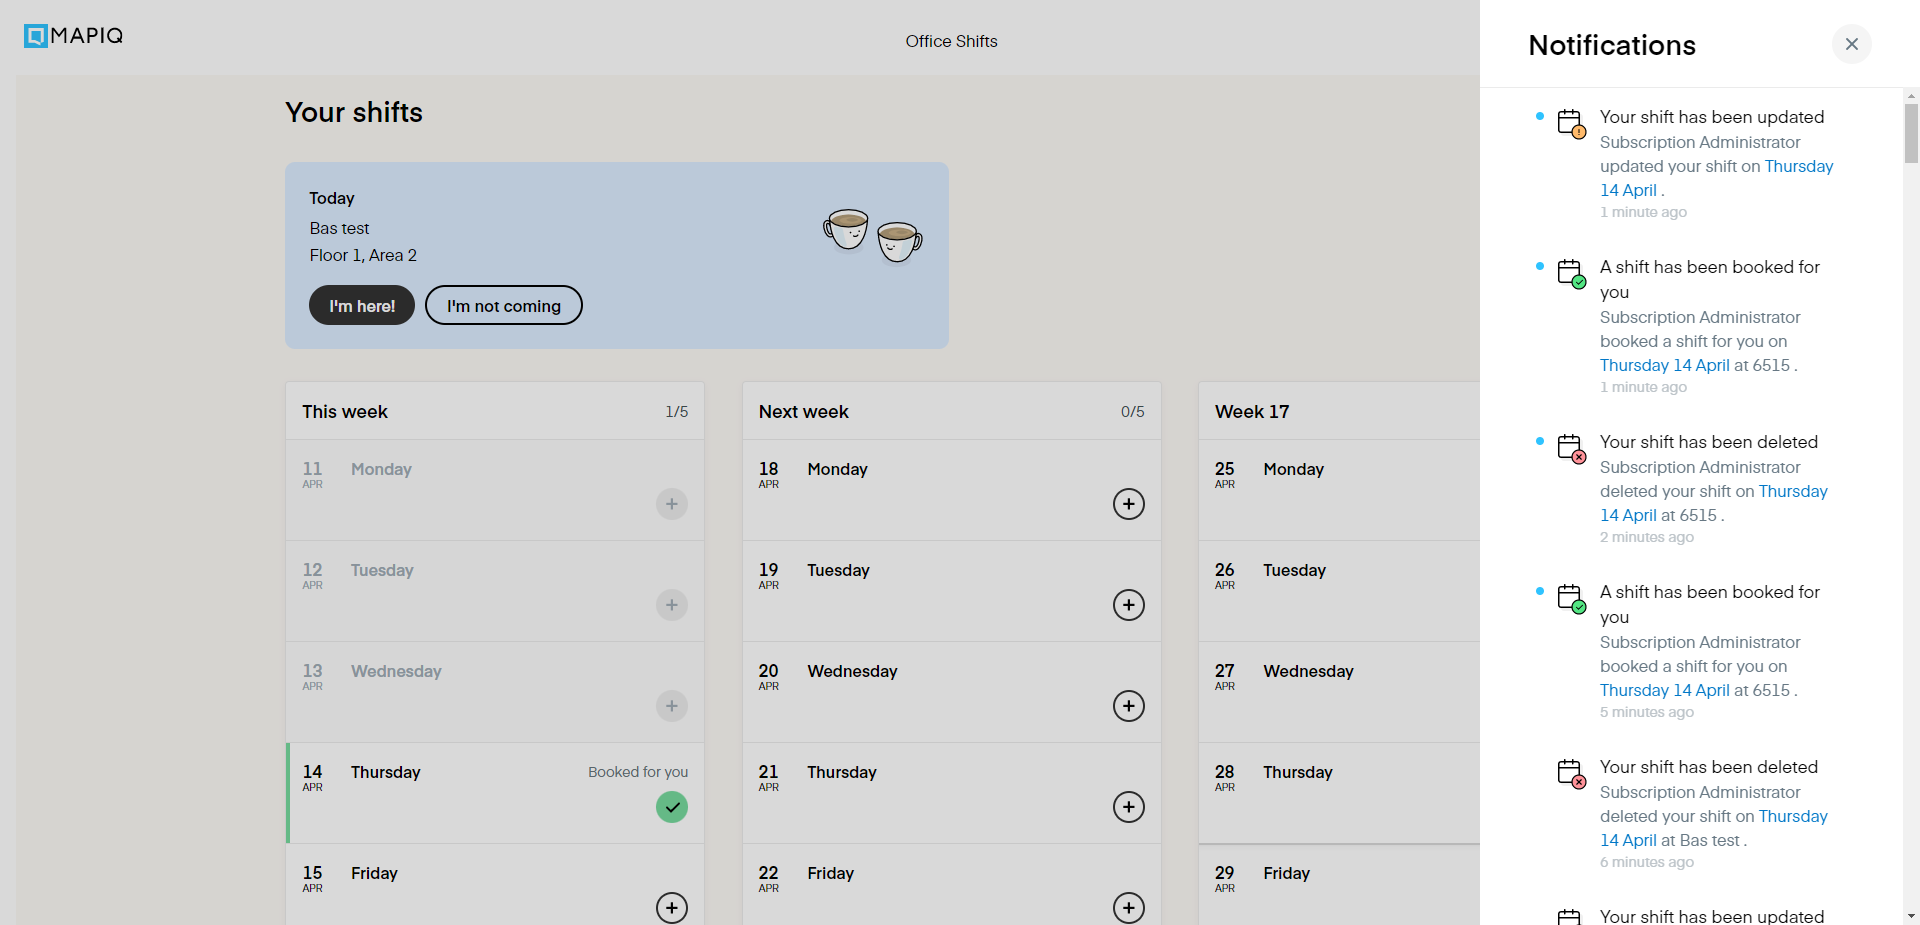 MAPIQ
Office Shifts
Your shifts
Today
Bas test
Floor 1, Area 2
I'm here!
I'm not coming
This week
1/5
11
APR
Monday
12
APR
Tuesday
13
APR
Wednesday
14
APR
Thursday
Booked for you
15
APR
Friday
Next week
0/5
18
APR
Monday
19
APR
Tuesday
20
APR
Wednesday
21
APR
Thursday
22
APR
Friday
Week 17
25
APR
Monday
26
APR
Tuesday
27
APR
Wednesday
28
APR
Thursday
29
APR
Friday
Notifications
Your shift has been updated
Subscription Administrator
updated your shift on Thursday
14 April .
1 minute ago
A shift has been booked for
you
Subscription Administrator
booked a shift for you on
Thursday 14 April at 6515 .
1 minute ago
Your shift has been deleted
Subscription Administrator
deleted your shift on Thursday
14 April at 6515 .
2 minutes ago
A shift has been booked for
you
Subscription Administrator
booked a shift for you on
Thursday 14 April at 6515 .
5 minutes ago
Your shift has been deleted
Subscription Administrator
deleted your shift on Thursday
14 April at Bas test .
6 minutes ago
Your shift has been updated